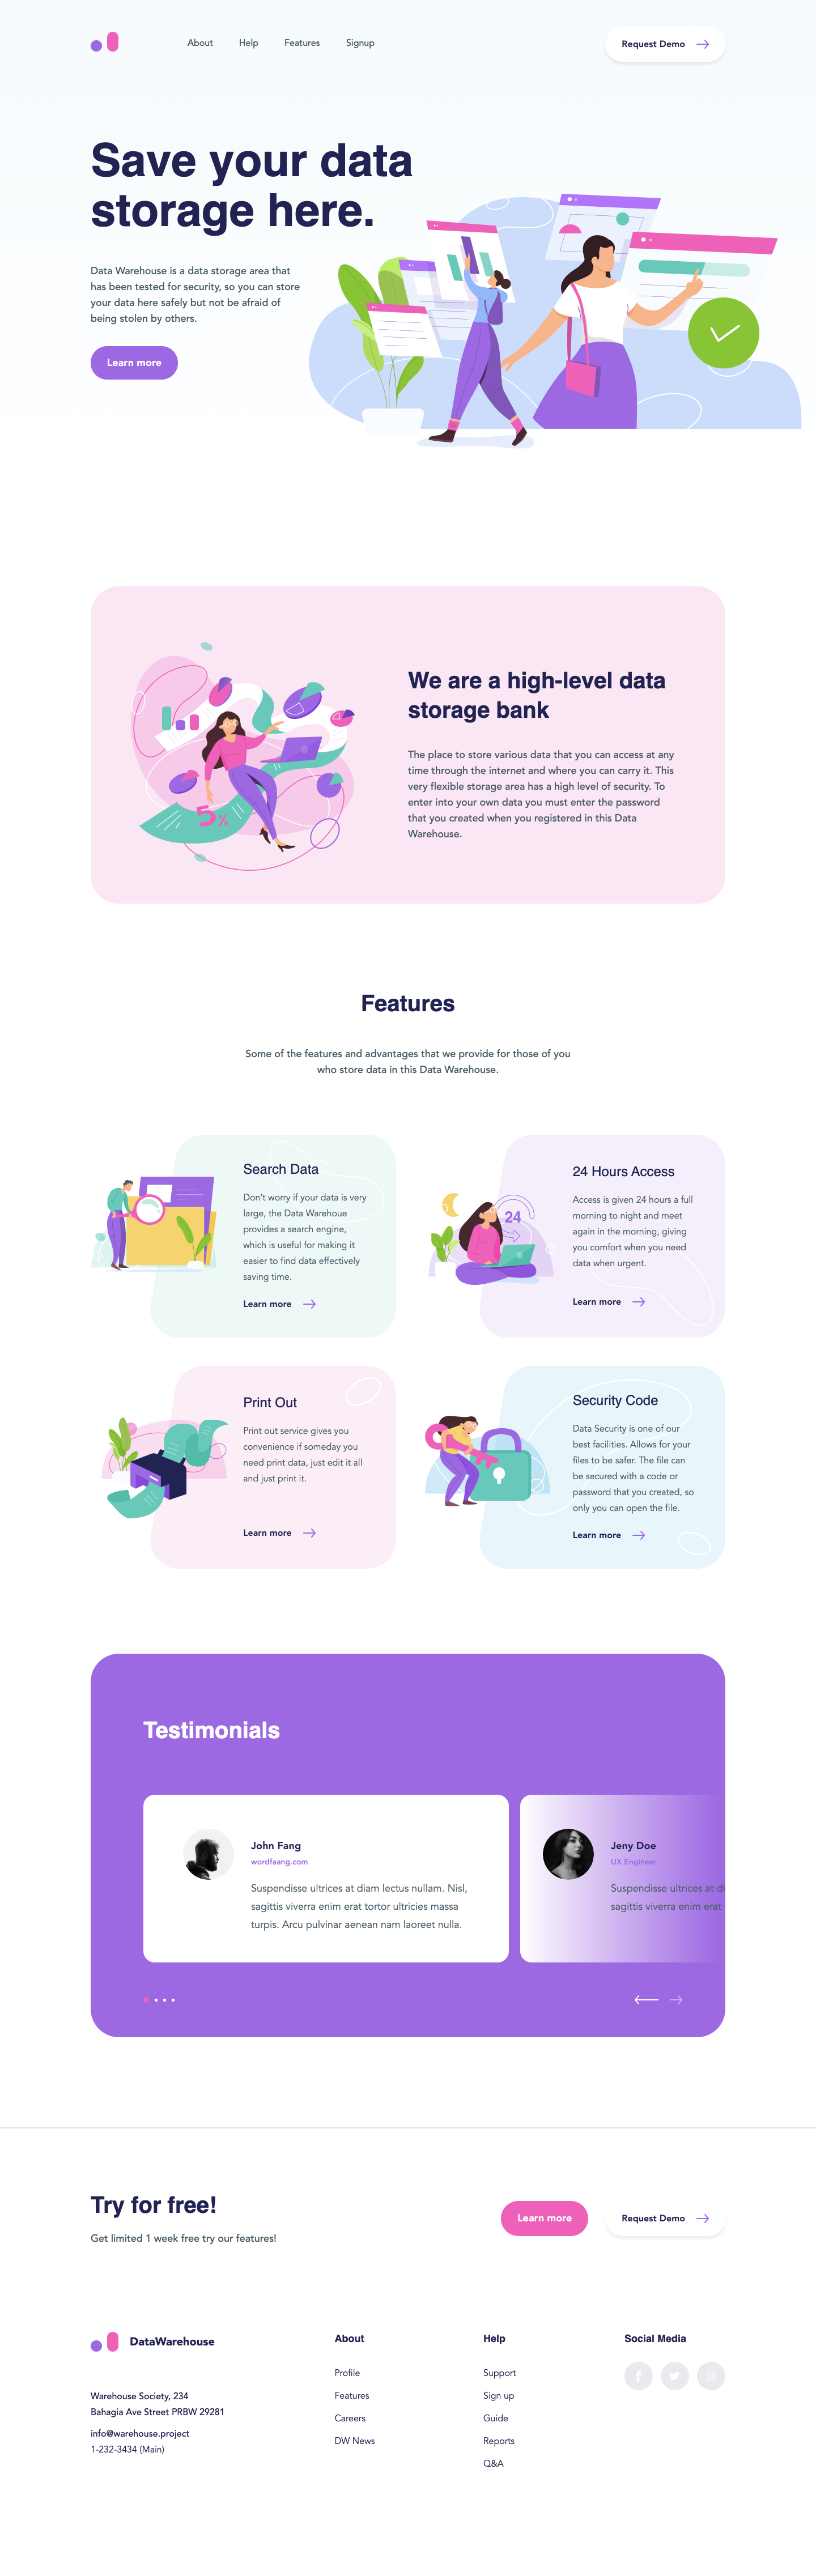 About
Help
Features
Signup
Request Demo
Save your data
storage here.
Data Warehouse is a data storage area that
has been tested for security, so you can store
your data here safely but not be afraid of
being stolen by others.
Learn more
5%
We are a high-level data
storage bank
The place to store various data that you can access at any
time through the internet and where you can carry it. This
very flexible storage area has a high level of security. To
enter into your own data you must enter the password
that you created when you registered in this Data
Warehouse.
Features
Some of the features and advantages that we provide for those of you
who store data in this Data Warehouse.
Search Data
Don't worry if your data is very
large, the Data Warehoue
provides a search engine,
which is useful for making it
easier to find data effectively
saving time.
Learn more
24
24 Hours Access
Access is given 24 hours a full
morning to night and meet
again in the morning, giving
you comfort when you need
data when urgent.
Learn more
Print Out
Print out service gives you
convenience if someday you
need print data, just edit it all
and just print it.
Learn more
Security Code
Data Security is one of our
best facilities. Allows for your
files to be safer. The file can
be secured with a code or
password that you created, so
only you can open the file.
Learn more
Testimonials
John Fang
wordfaang.com
Suspendisse ultrices at diam lectus nullam. Nisl,
sagittis viverra enim erat tortor ultricies massa
turpis. Arcu pulvinar aenean nam laoreet nulla.
Jeny Doe
UX Engineer
Suspendisse ultrices at di
sagittis viverra enim erat
Try for free!
Get limited 1 week free try our features!
Learn more
Request Demo
DataWarehouse
Warehouse Society, 234
Bahagia Ave Street PRBW 29281
info@warehouse.project
1-232-3434 (Main)
About
Profile
Features
Careers
DW News
Help
Support
Sign up
Guide
Reports
Q&A
Social Media